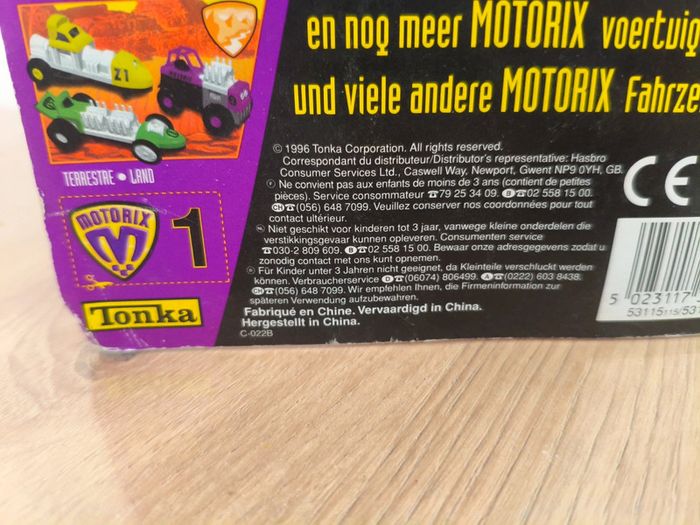 en nog meer MOTORIX voertuig
und viele andere MOTORIX Fahrze
Z1
TERRESTRE • LAND
MOTORIX
M
1
Tonka
© 1996 Tonka Corporation. All rights reserved.
Correspondant du distributeur/Distributor's representative: Hasbro
Consumer Services Ltd., Caswell Way, Newport, Gwent NP9 0YH, GB.
F Ne convient pas aux enfants de moins de 3 ans (contient de petites
pièces). Service consommateur ☎79 25 34 09. B☎02 558 15 00.
CH☎(056) 648 7099. Veuillez conserver nos coordonnées pour tout
contact ultérieur.
Niet geschikt voor kinderen tot 3 jaar, vanwege kleine onderdelen die
verstikkingsgevaar kunnen opleveren. Consumenten service
☎030-2 809 609. B☎02 558 15 00. Bewaar onze adresgegevens zodat u
zonodig contact met ons kunt opnemen.
Für Kinder unter 3 Jahren nicht geeignet, da Kleinteile verschluckt werden
können. Verbraucherservice D☎(06074) 806499. A☎(0222) 603 8438.
CH☎(056) 648 7099. Wir empfehlen Ihnen, die Firmeninformation zur
späteren Verwendung aufzubewahren.
Fabriqué en Chine. Vervaardigd in China.
Hergestellt in China.
C-022B
CE
5 023117
53115 115/531